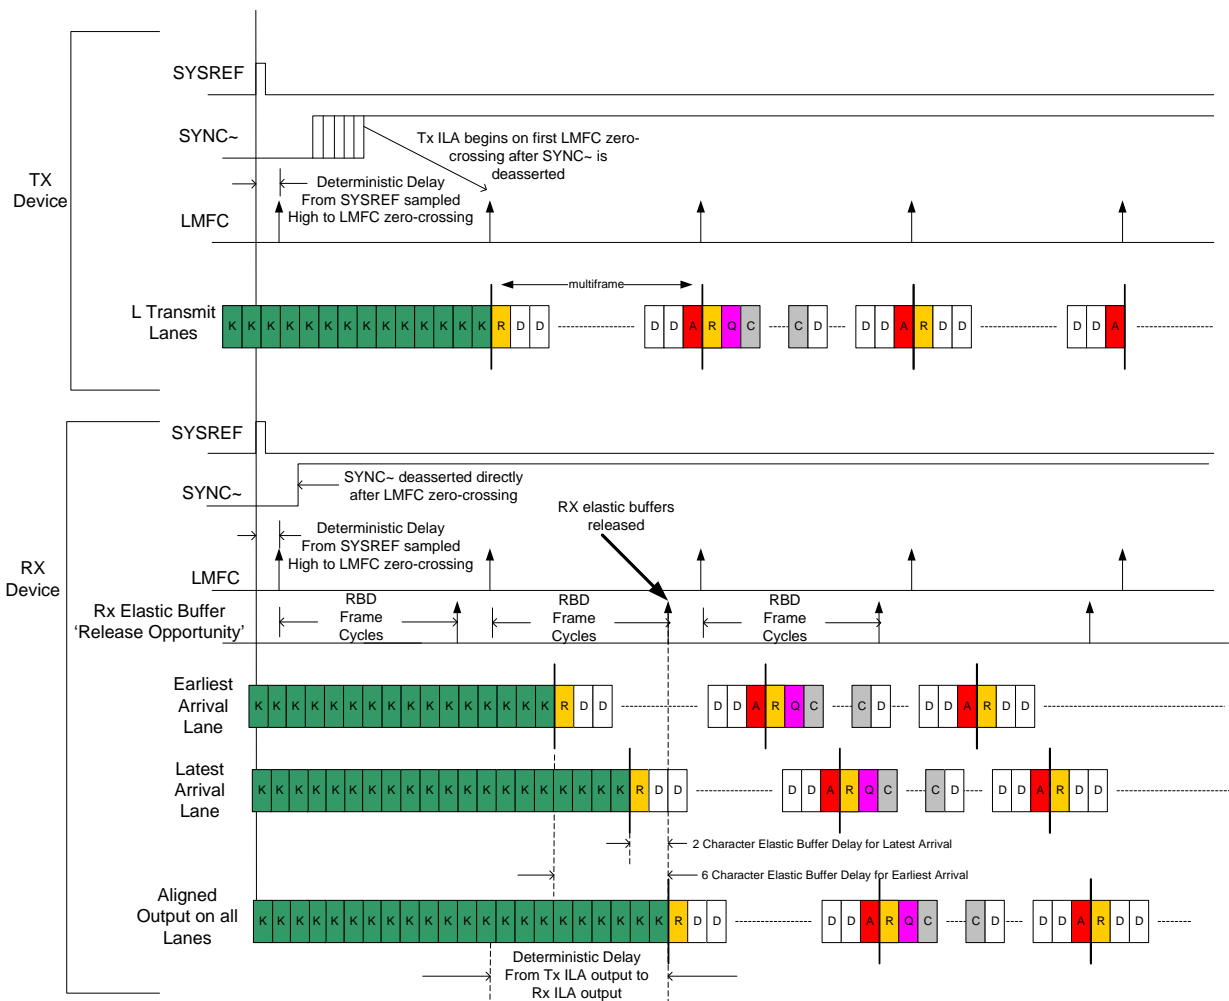 SYSREF
SYNC~
Tx ILA begins on first LMFC zero-
crossing after SYNC~ is
deasserted
TX
Device
Deterministic Delay
From SYSREF sampled
High to LMFC zero-crossing
LMFC
multiframe
L Transmit
Lanes
K K K K K K K K K K K K K K R D D D D A R Q C C D D D A R D D D D A
SYSREF
SYNC~
SYNC~ deasserted directly
after LMFC zero-crossing
RX elastic buffers
released
Deterministic Delay
From SYSREF sampled
High to LMFC zero-crossing
RX
Device
LMFC
Rx Elastic Buffer
'Release Opportunity'
RBD
Frame
Cycles
RBD
Frame
Cycles
RBD
Frame
Cycles
Earliest
Arrival
Lane
K K K K K K K K K K K K K K K K R D D D D A R Q C C D D D A R D D
Latest
Arrival
Lane
K K K K K K K K K K K K K K K K K K K K R D D D D A R Q C C D D D A R D D
2 Character Elastic Buffer Delay for Latest Arrival
6 Character Elastic Buffer Delay for Earliest Arrival
Aligned
Output on all
Lanes
K K K K K K K K K K K K K K K K K K K K K K R D D D D A R Q C C D D D A R D D
Deterministic Delay
From Tx ILA output to
Rx ILA output